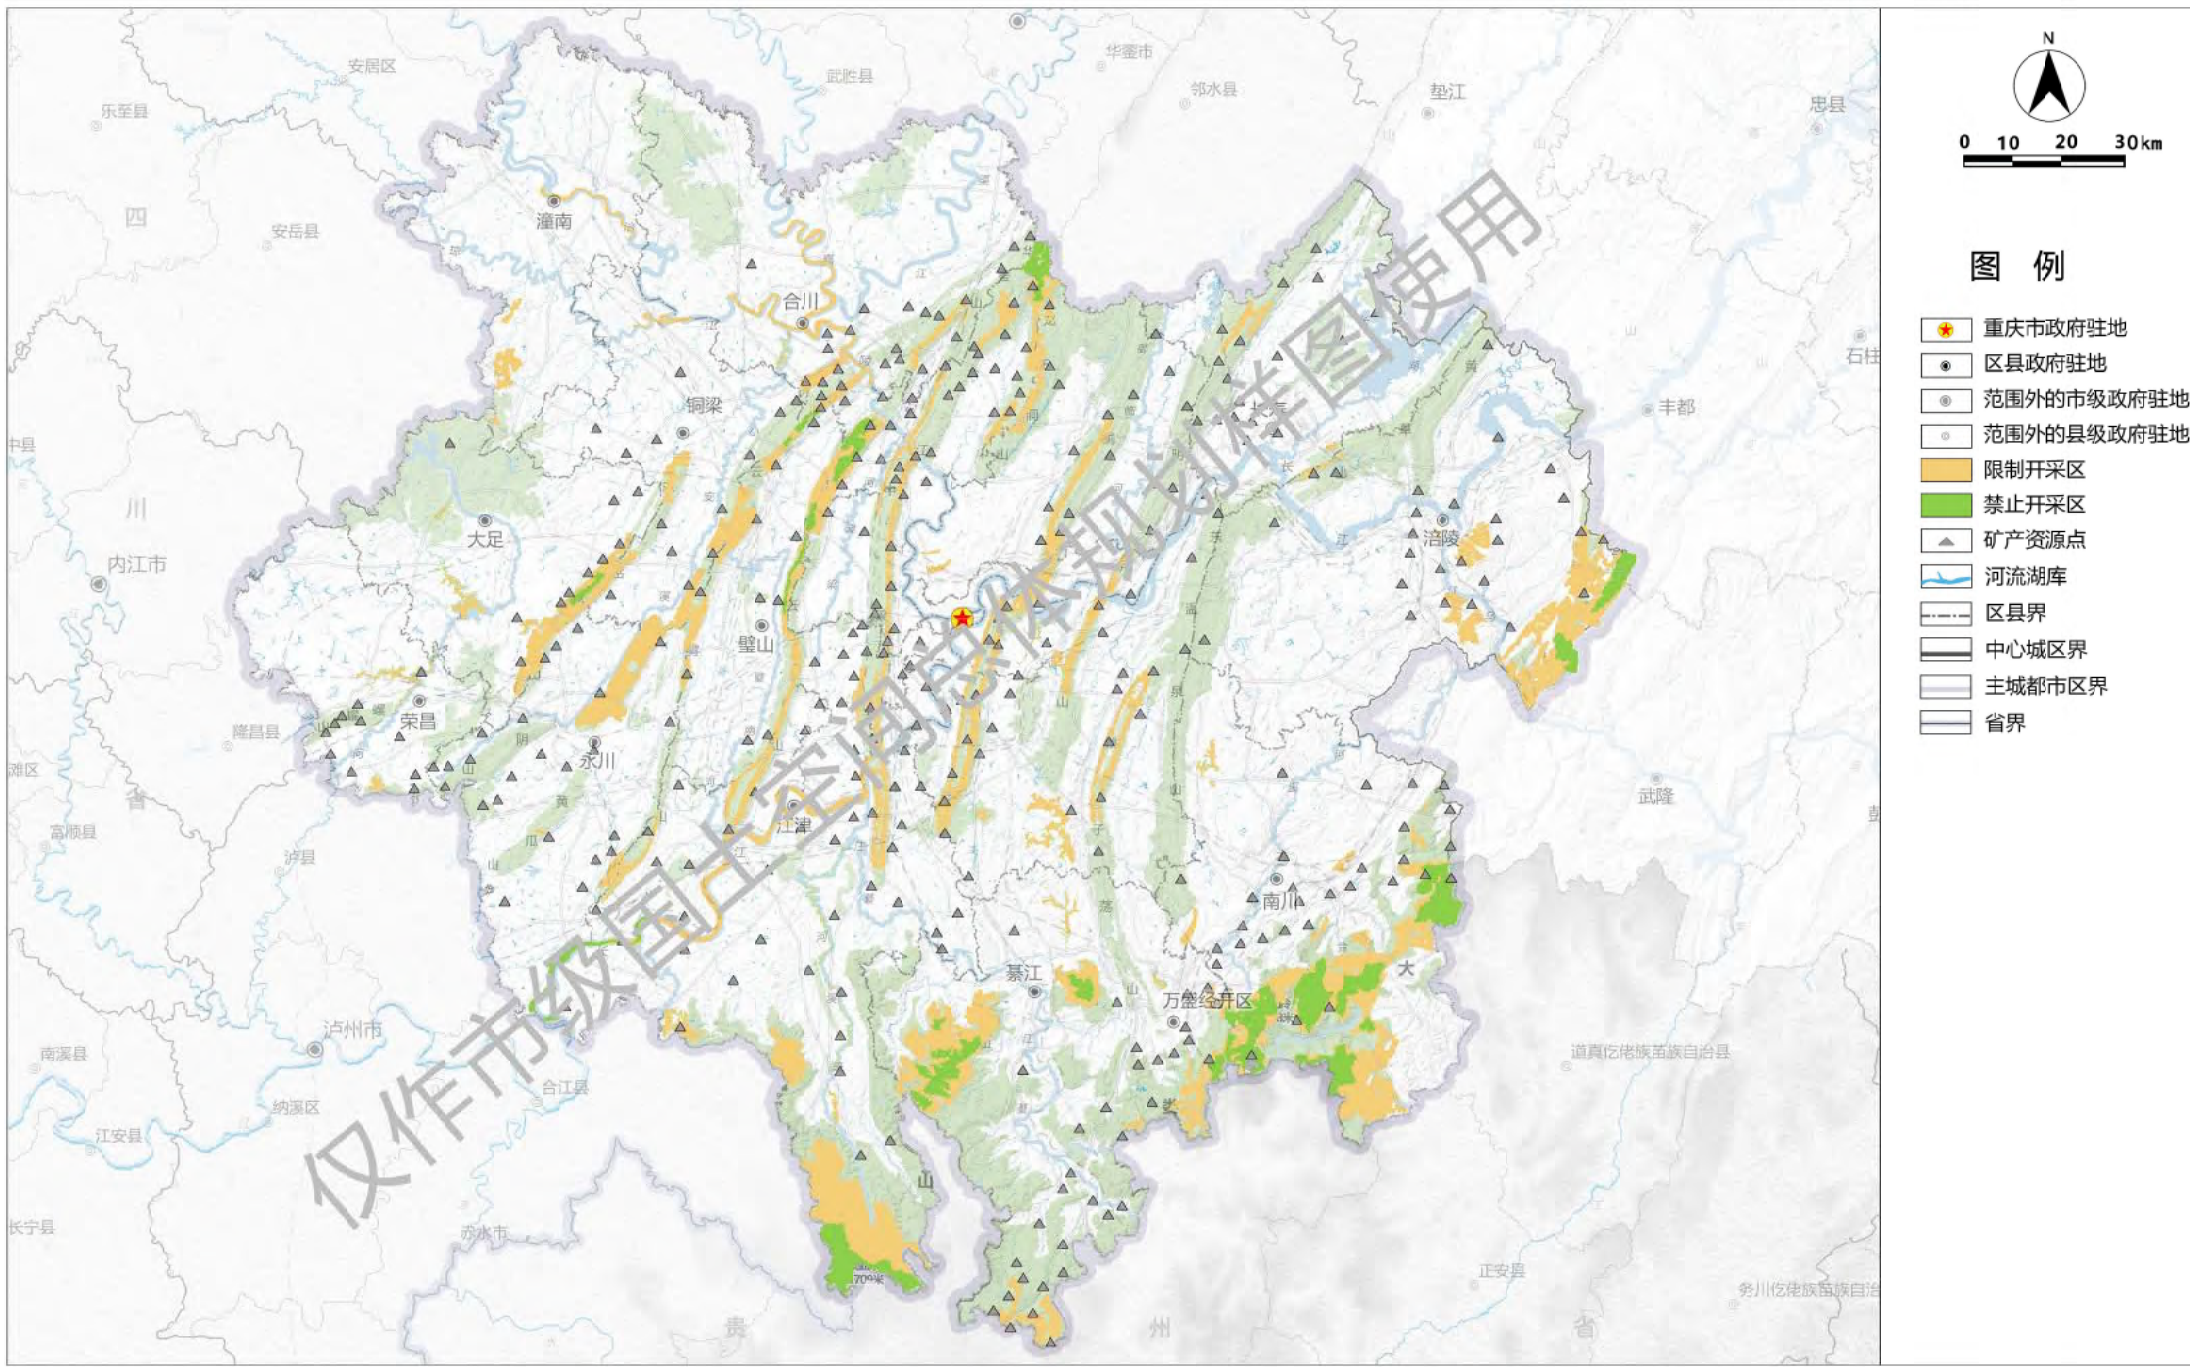 N
0 10 20 30km
图 例
重庆市政府驻地
区县政府驻地
范围外的市级政府驻地
范围外的县级政府驻地
限制开采区
禁止开采区
矿产资源点
河流湖库
区县界
中心城区界
主城都市区界
省界
仅作市级国土空间总体规划样图使用
安居区
武胜县
华蓥市
邻水县
垫江
忠县
乐至县
四
安岳县
潼南
合川
石柱
铜梁
丰都
中县
川
内江市
大足
涪陵
璧山
荣昌
隆昌县
永川
滩区
省
武隆
彭
富顺县
泸县
江津
南川
綦江
大
万盛经开区
泸州市
南溪县
合江县
道真仡佬族苗族自治县
纳溪区
江安县
山
长宁县
赤水市
709米
正安县
务川仡佬族苗族自治
贵
州
省